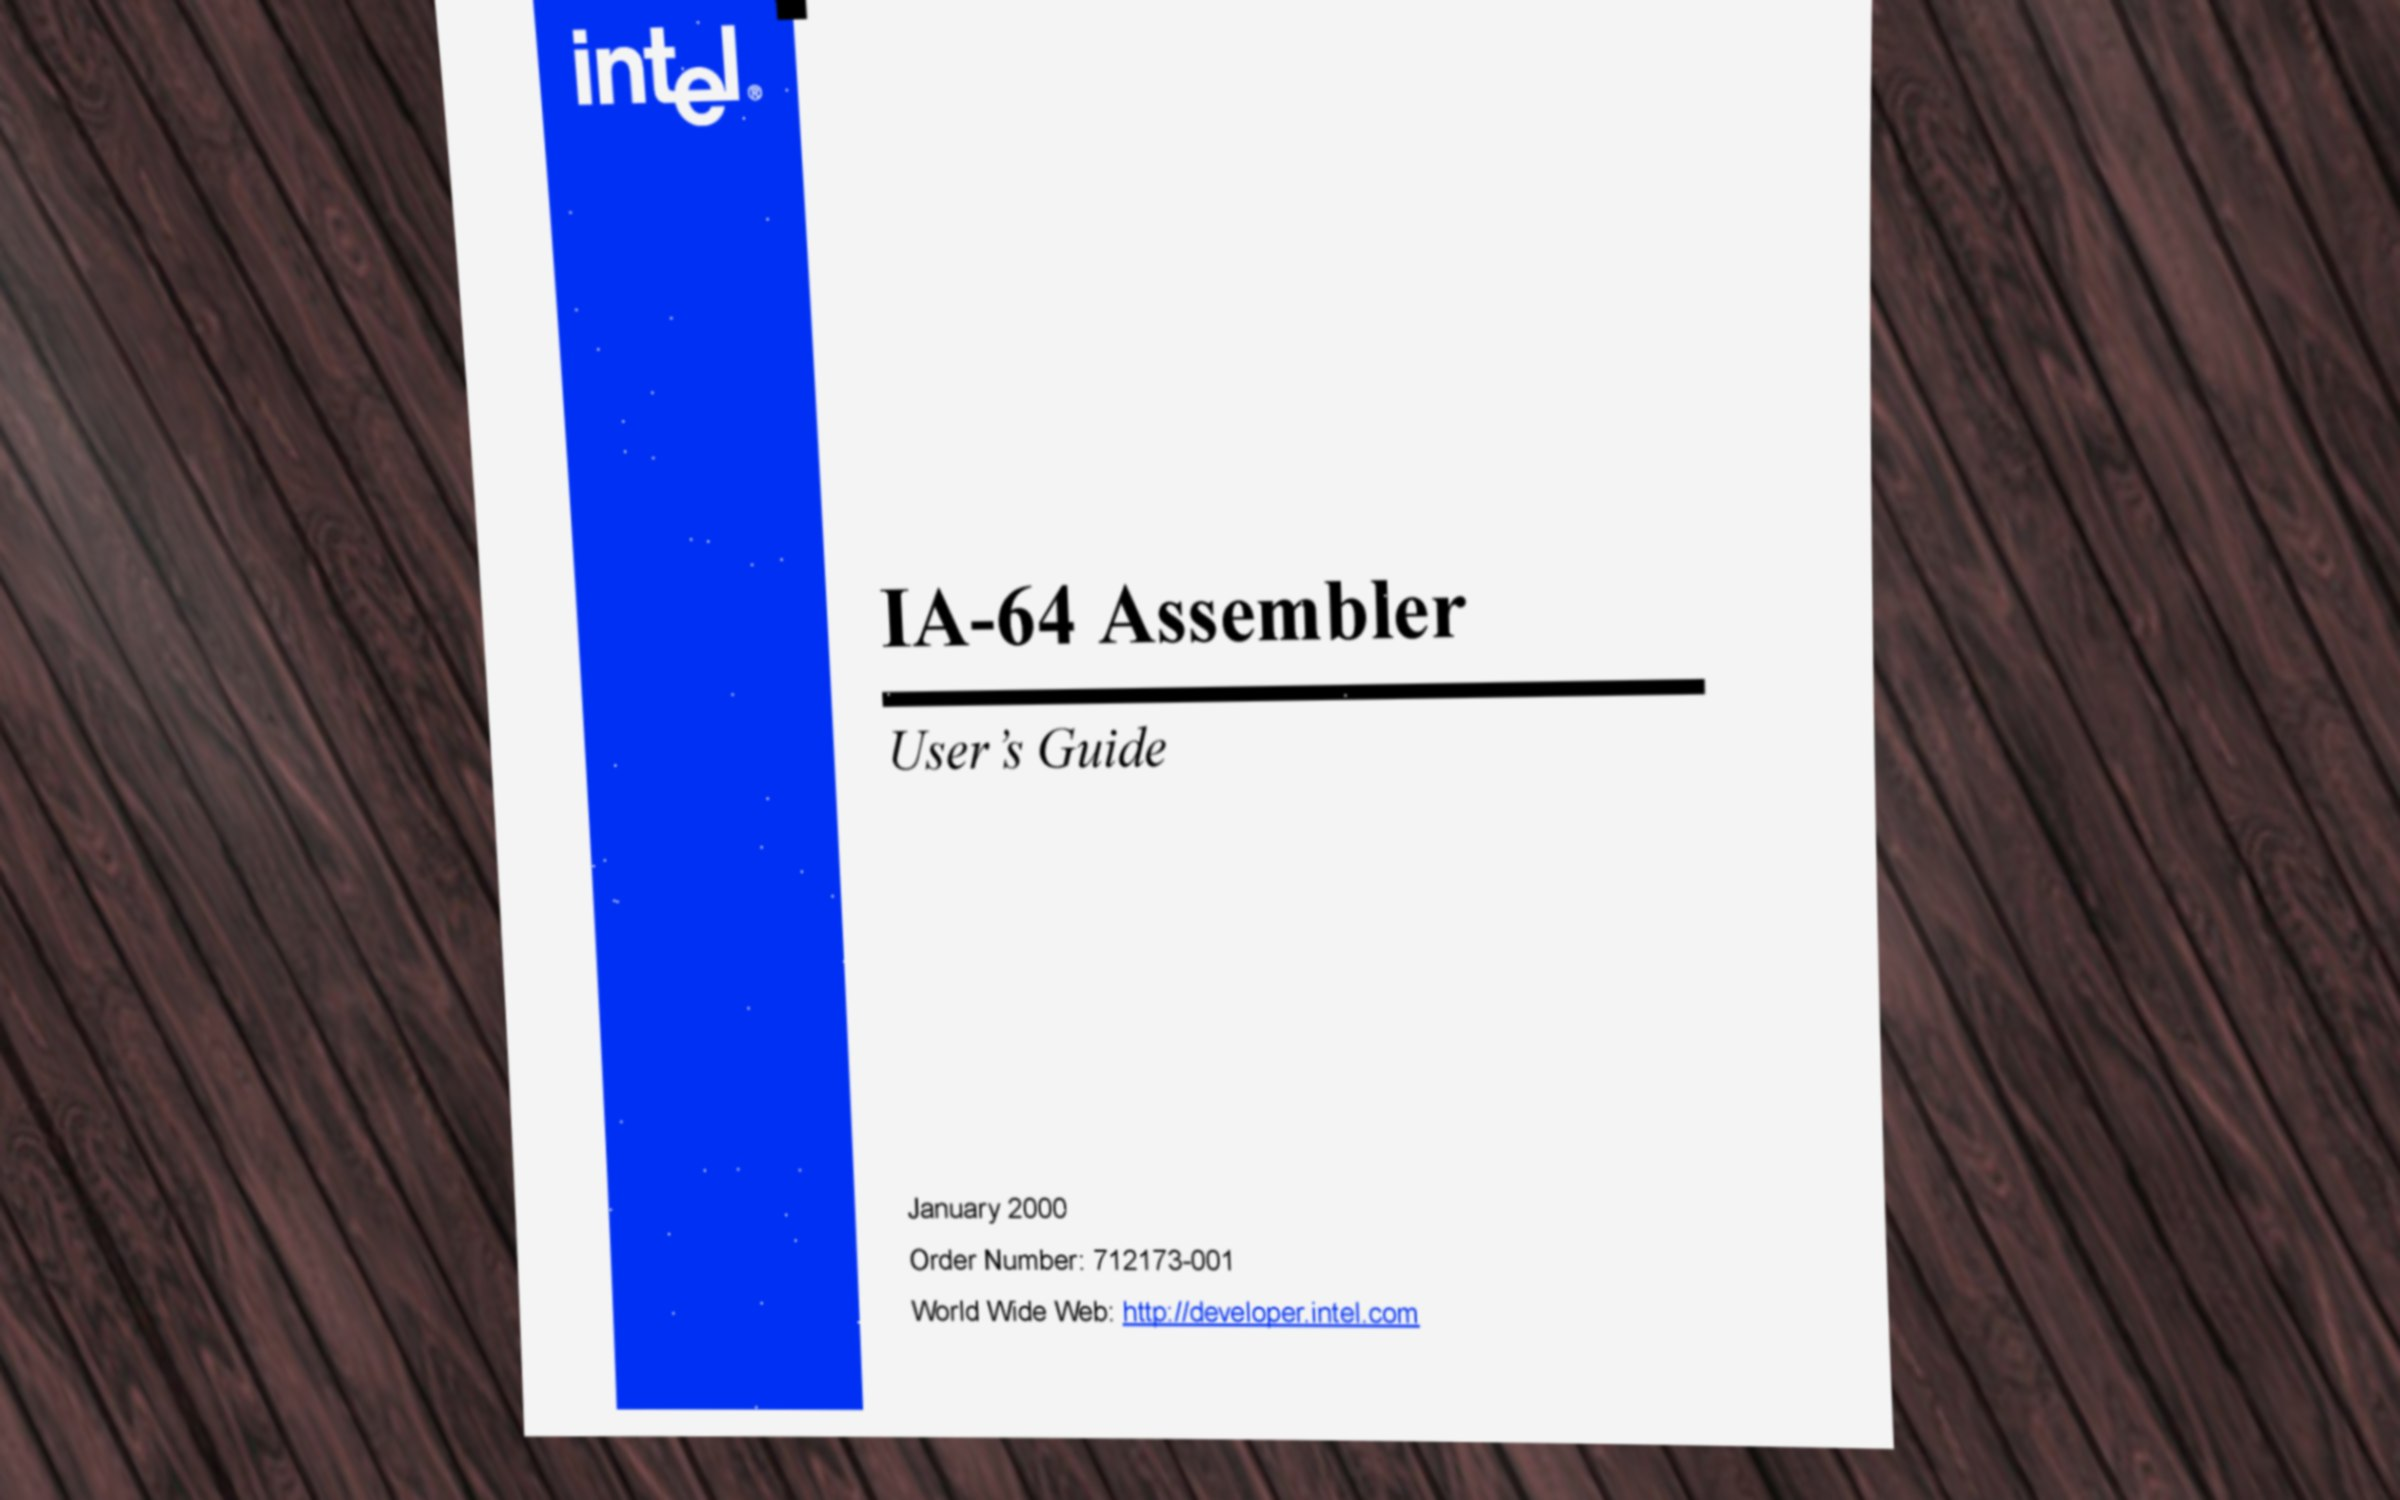 intel®
IA-64 Assembler
User’s Guide
January 2000
Order Number: 712173-001
World Wide Web: http://developer.intel.com